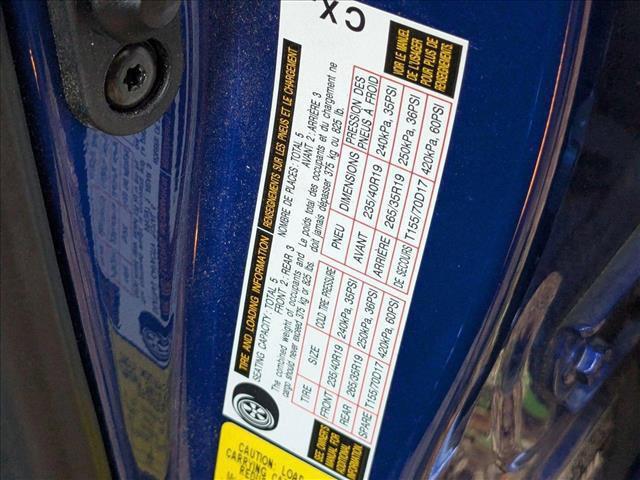 CX
TIRE AND LOADING INFORMATION RENSEIGNEMENTS SUR LES PNEUS ET LE CHARGEMENT
SEATING CAPACITY : TOTAL 5 FRONT 2 : REAR 3
The combined weight of occupants and
cargo should never exceed 375 kg or 825 lbs.
NOMBRE DE PLACES : TOTAL 5 AVANT 2 : ARRIÈRE 3
Le poids total des occupants et du chargement ne
doit jamais dépasser 375 kg ou 825 lb.
TIRE SIZE COLD TIRE PRESSURE
FRONT 235/40R19 240kPa, 35PSI
REAR 265/35R19 250kPa, 36PSI
SPARE T155/70D17 420kPa, 60PSI
SEE OWNER'S
MANUAL FOR
ADDITIONAL
INFORMATION
PNEU DIMENSIONS PRESSION DES PNEUS À FROID
AVANT 235/40R19 240kPa, 35PSI
ARRIÈRE 265/35R19 250kPa, 36PSI
DE SECOURS T155/70D17 420kPa, 60PSI
VOIR LE MANUEL
DE L'USAGER
POUR PLUS DE
RENSEIGNEMENTS
CAUTION: LOAD
CARRYING CA
REDU